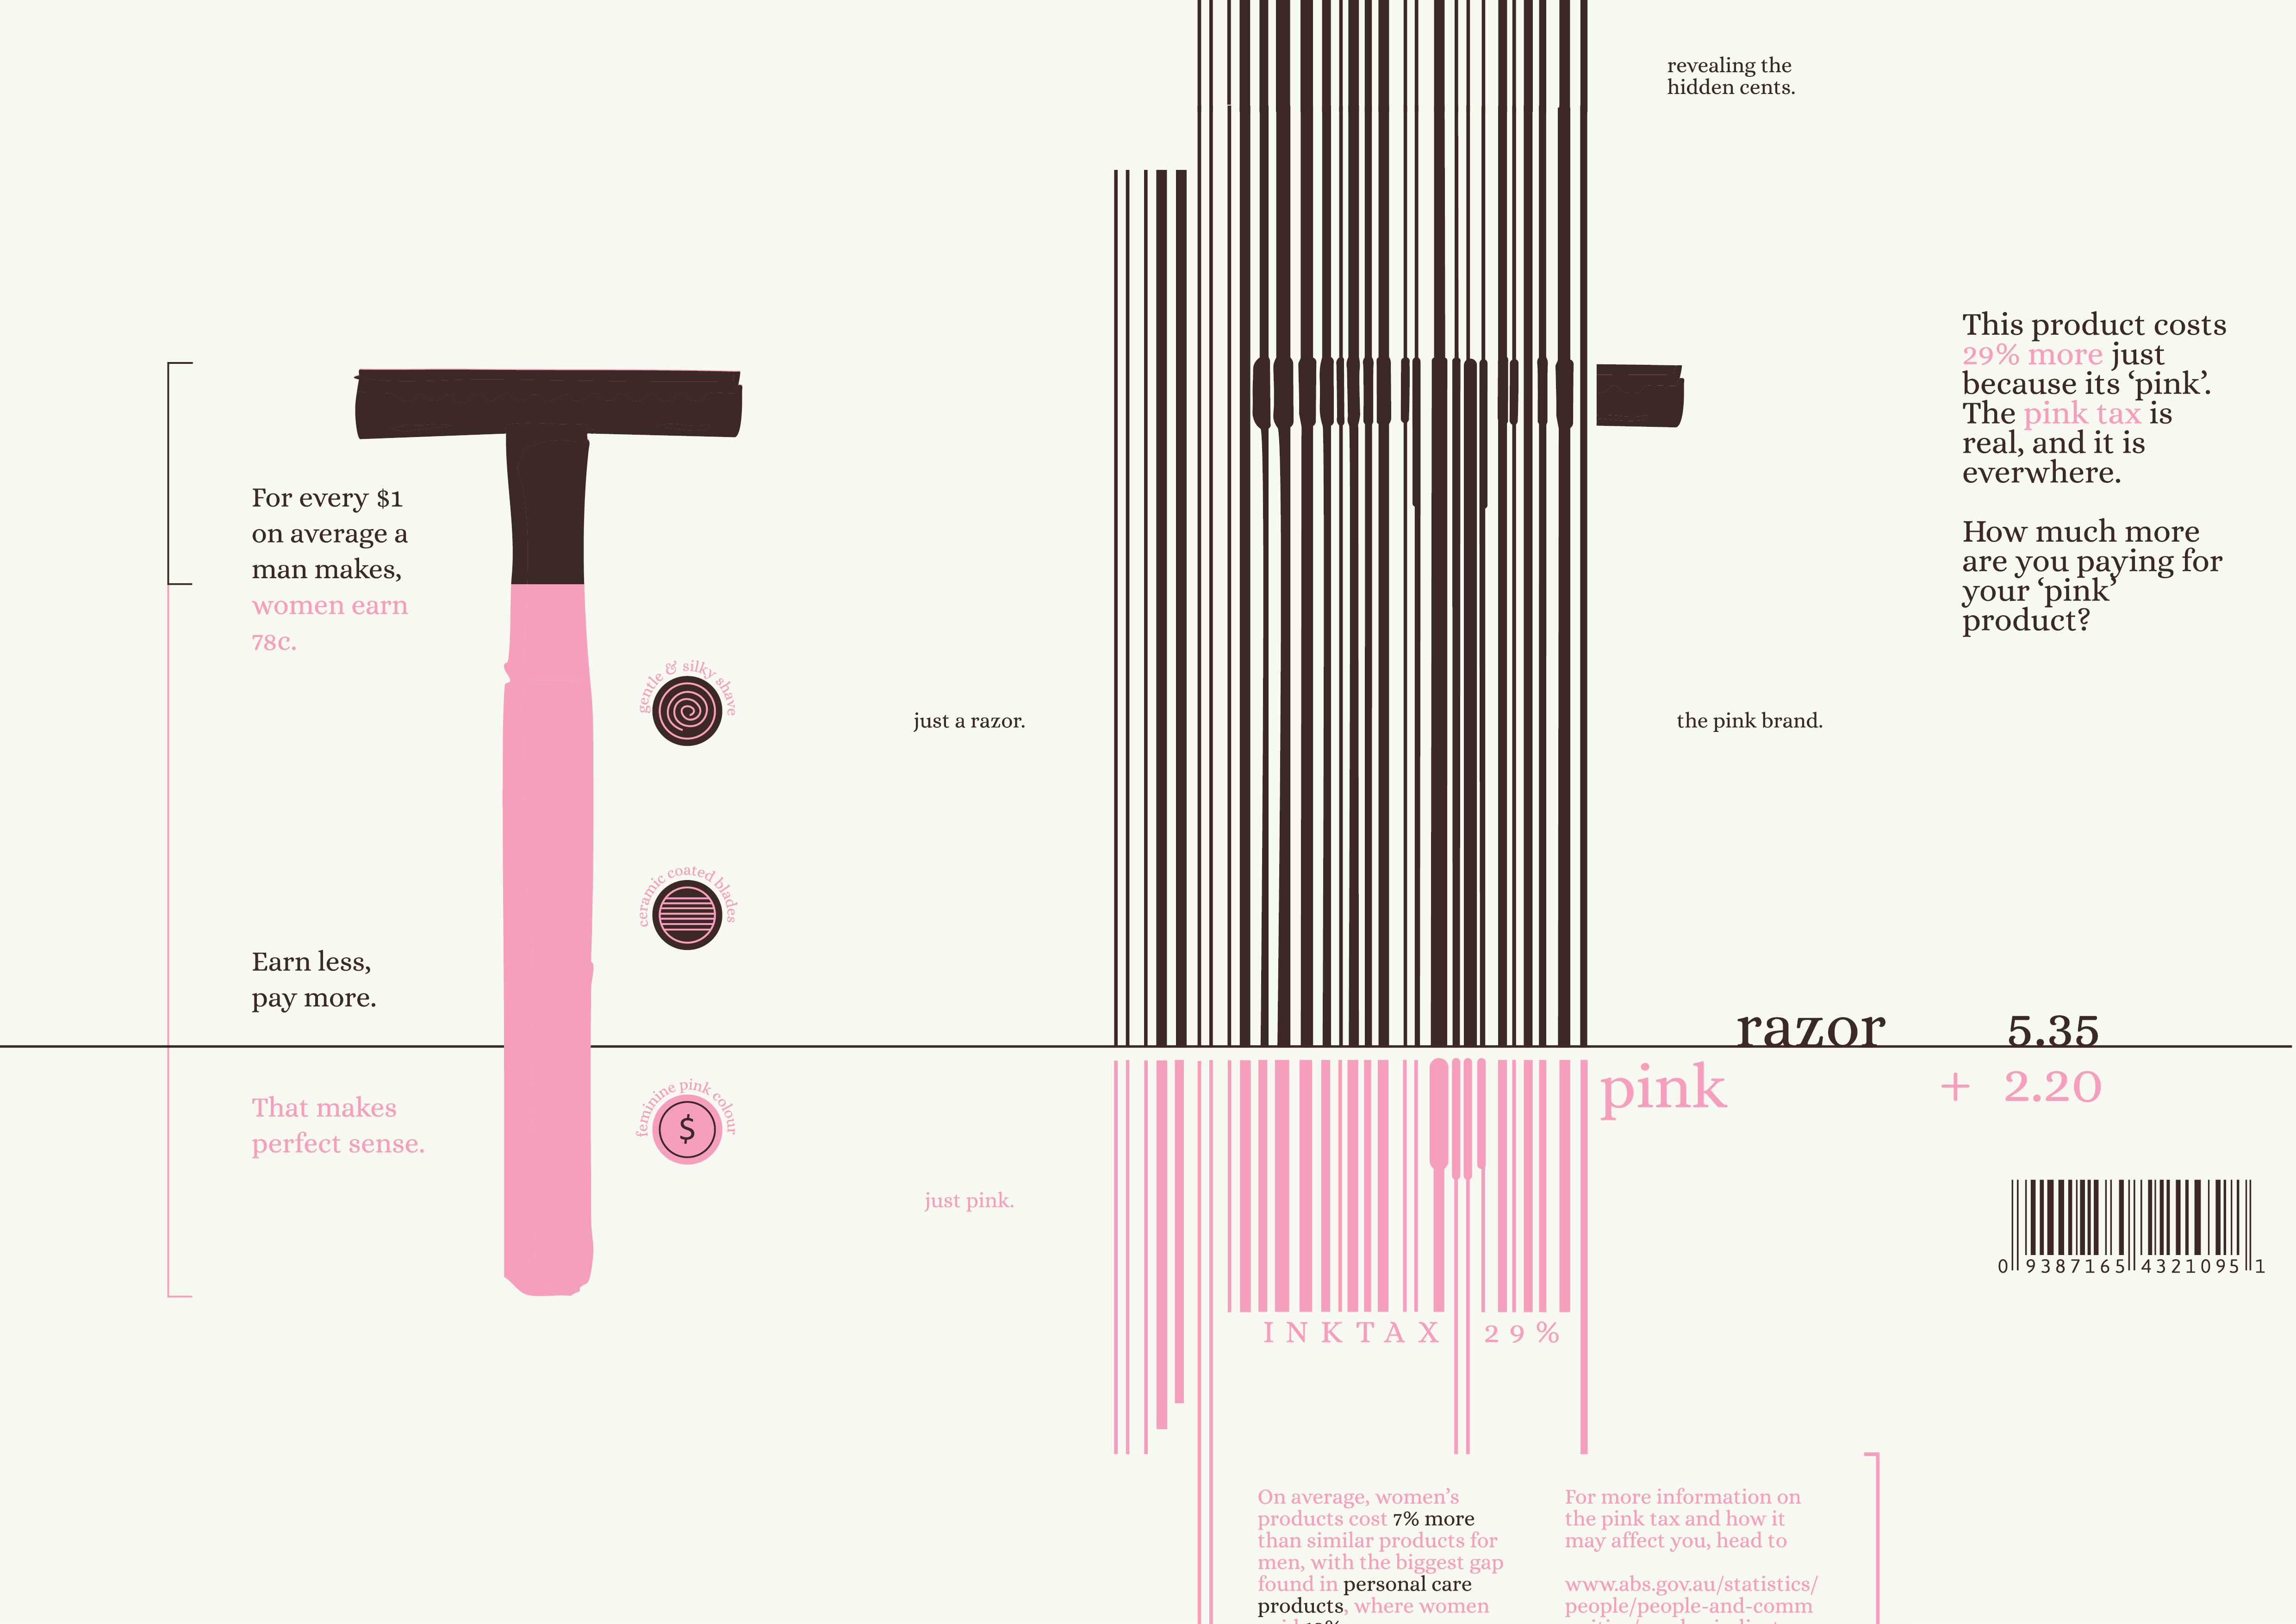 revealing the
hidden cents.
This product costs
29% more just
because its ‘pink’.
The pink tax is
real, and it is
everwhere.
How much more
are you paying for
your ‘pink’
product?
For every $1
on average a
man makes,
women earn
78c.
gentle & silky shave
just a razor.
the pink brand.
ceramic coated blades
Earn less,
pay more.
razor 5.35
pink + 2.20
That makes
perfect sense.
feminine pink colour
$
just pink.
0 938716 543210 95 1
INKTAX 29%
On average, women’s
products cost 7% more
than similar products for
men, with the biggest gap
found in personal care
products, where women
For more information on
the pink tax and how it
may affect you, head to
www.abs.gov.au/statistics/
people/people-and-comm